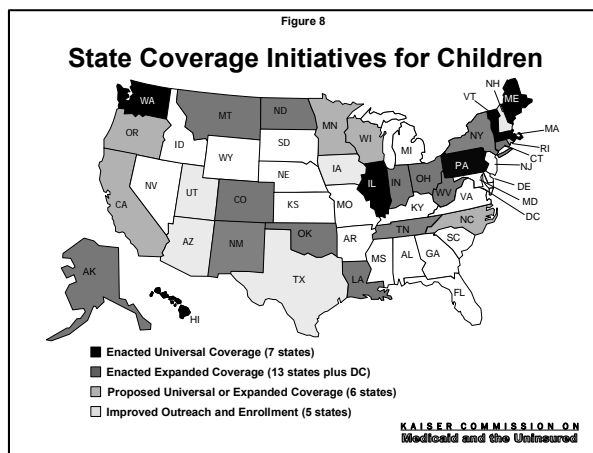 Figure 8
State Coverage Initiatives for Children
WA
MT
ND
MN
OR
ID
WY
SD
WI
MI
NH
VT
ME
NY
MA
RI
CT
NJ
NV
UT
CO
NE
IA
IL
IN
OH
PA
WV
VA
DE
MD
DC
CA
AZ
NM
KS
MO
KY
NC
OK
AR
TN
SC
TX
LA
MS
AL
GA
FL
AK
HI
Enacted Universal Coverage (7 states)
Enacted Expanded Coverage (13 states plus DC)
Proposed Universal or Expanded Coverage (6 states)
Improved Outreach and Enrollment (5 states)
KAISER COMMISSION ON
Medicaid and the Uninsured